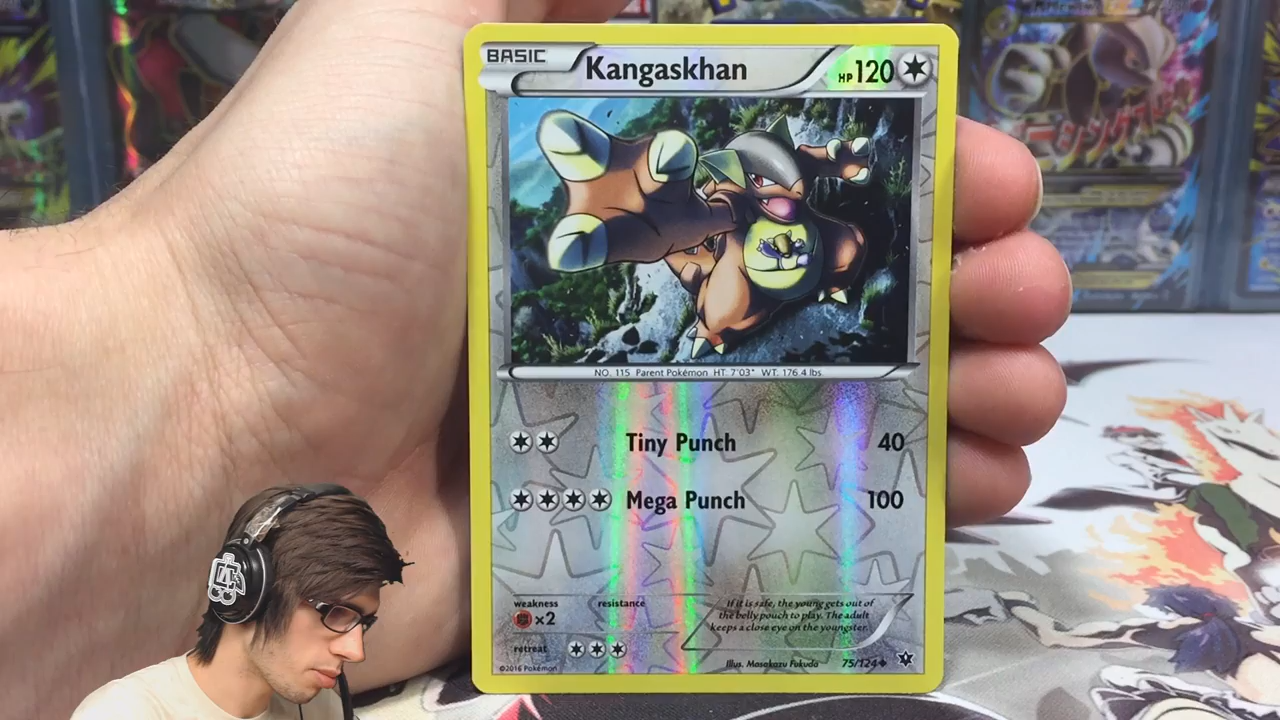 BASIC
Kangaskhan
HP 120
NO. 115 Parent Pokémon HT: 7'03" WT: 176.4 lbs.
Tiny Punch 40
Mega Punch 100
weakness resistance
×2
retreat
If it is safe, the young gets out of
the belly pouch to play. The adult
keeps a close eye on the youngster.
©2016 Pokémon Illus. Masakazu Fukuda 75/124